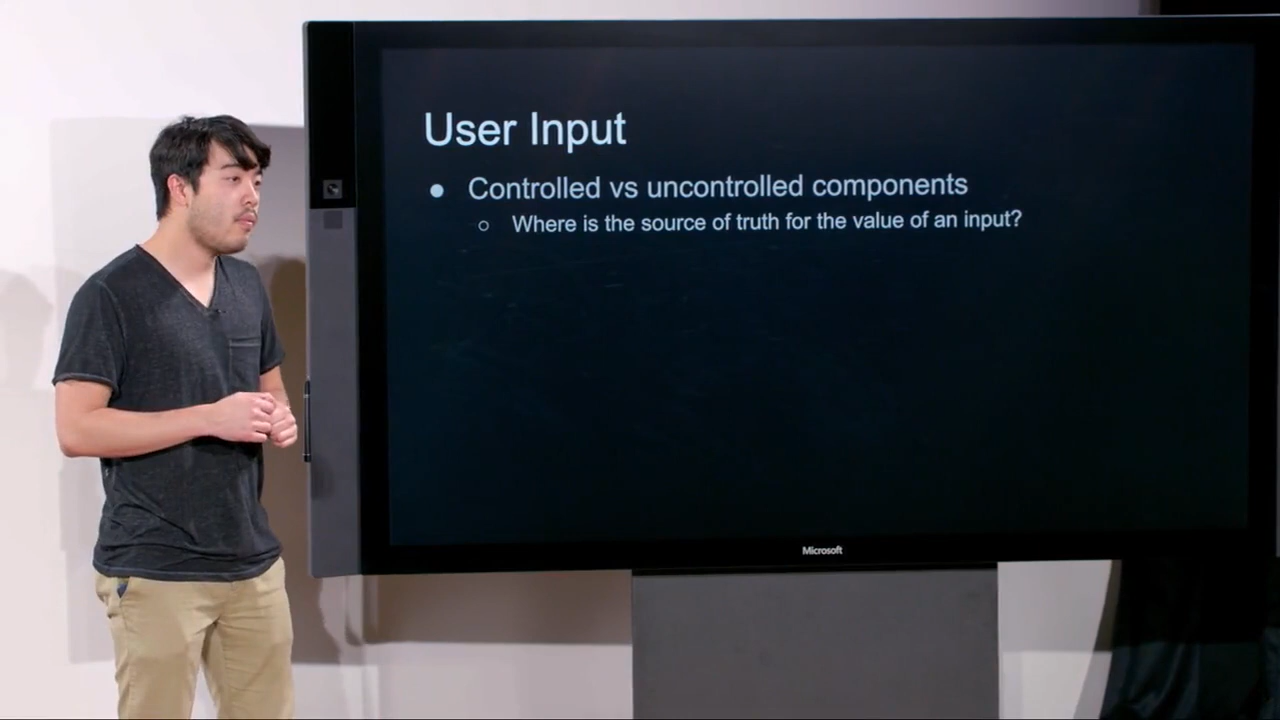 User Input
● Controlled vs uncontrolled components
○ Where is the source of truth for the value of an input?
Microsoft